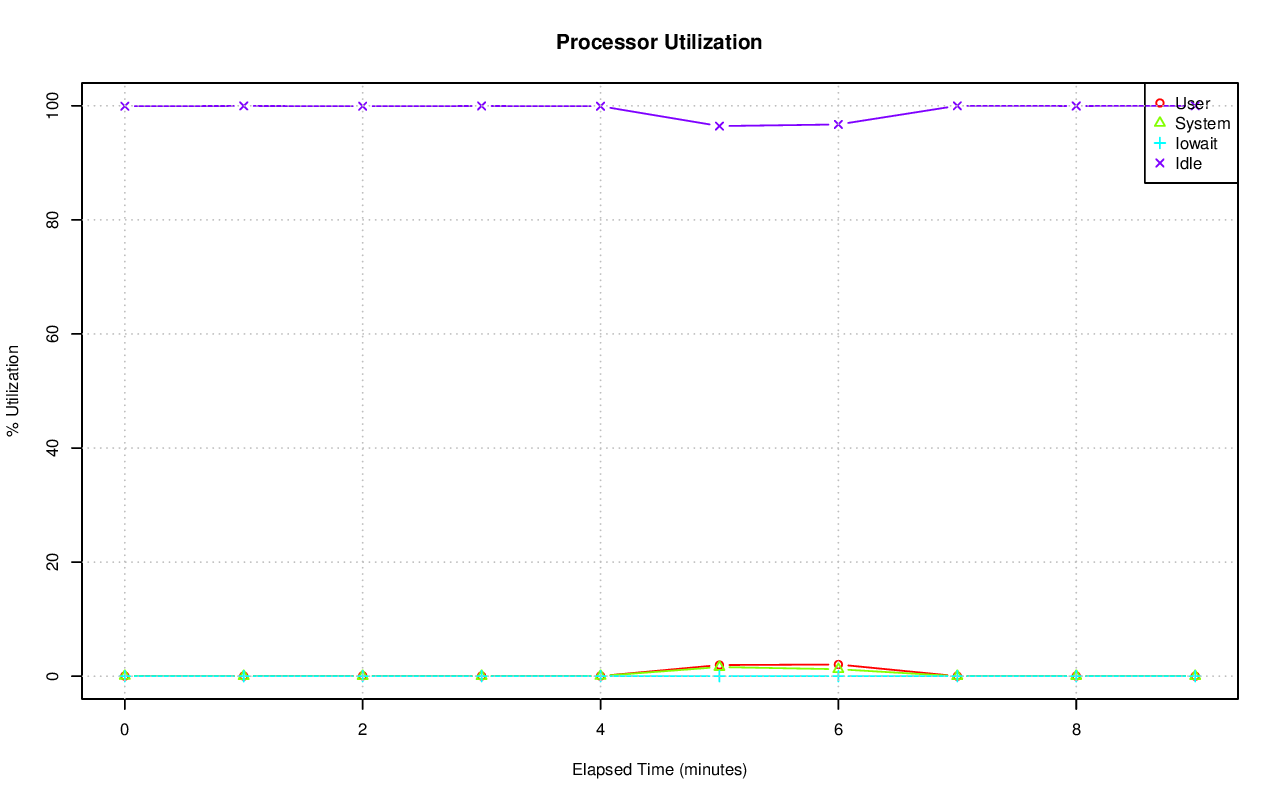 Processor Utilization
% Utilization
100
80
60
40
20
0
User
System
Iowait
Idle
0 2 4 6 8
Elapsed Time (minutes)